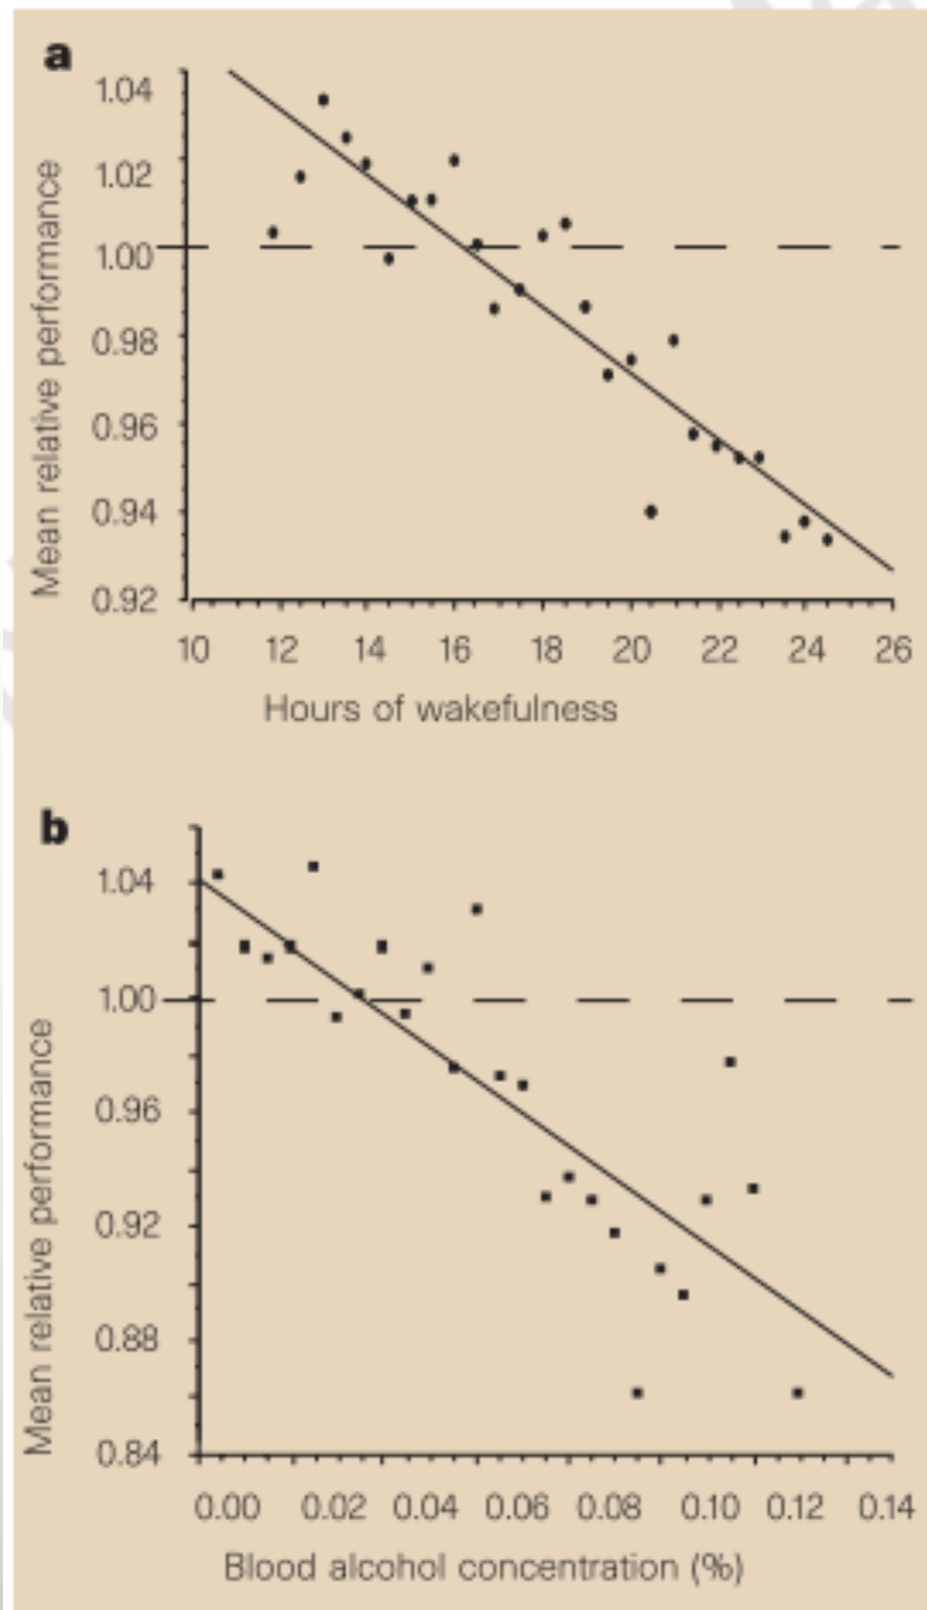 a
1.04
1.02
1.00
0.98
0.96
0.94
0.92
Mean relative performance
10 12 14 16 18 20 22 24 26
Hours of wakefulness
b
1.04
1.00
0.96
0.92
0.88
0.84
Mean relative performance
0.00 0.02 0.04 0.06 0.08 0.10 0.12 0.14
Blood alcohol concentration (%)